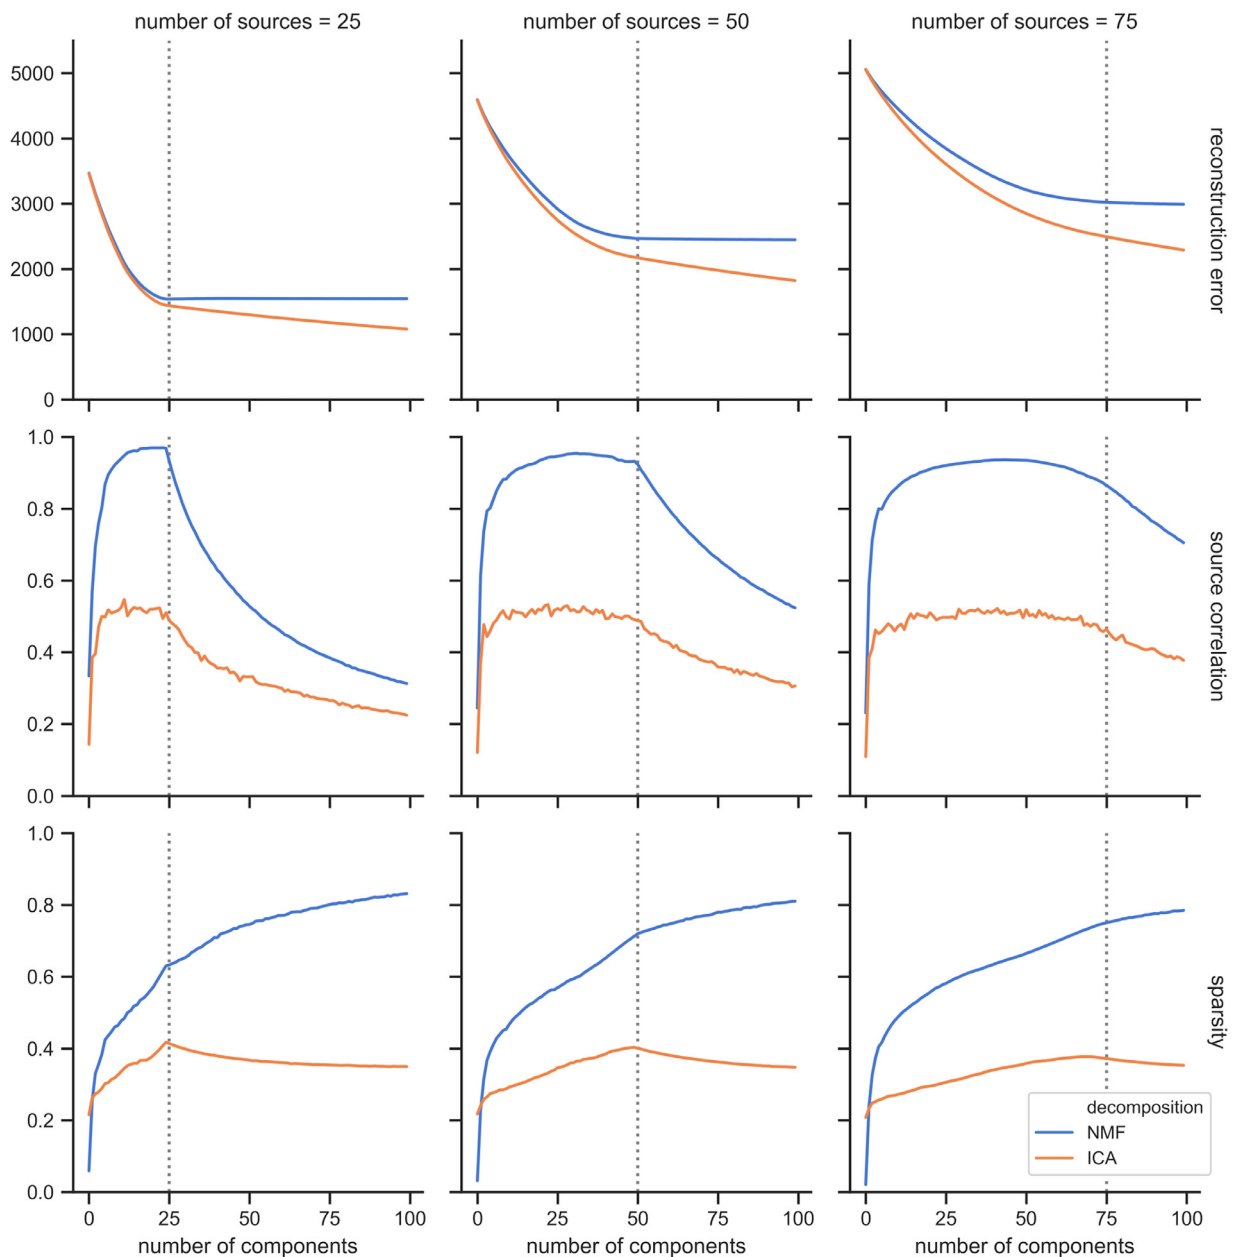 number of sources = 25
number of sources = 50
number of sources = 75
5000
4000
3000
2000
1000
0
reconstruction error
1.0
0.8
0.6
0.4
0.2
0.0
source correlation
1.0
0.8
0.6
0.4
0.2
0.0
sparsity
decomposition
NMF
ICA
0 25 50 75 100
0 25 50 75 100
0 25 50 75 100
number of components
number of components
number of components